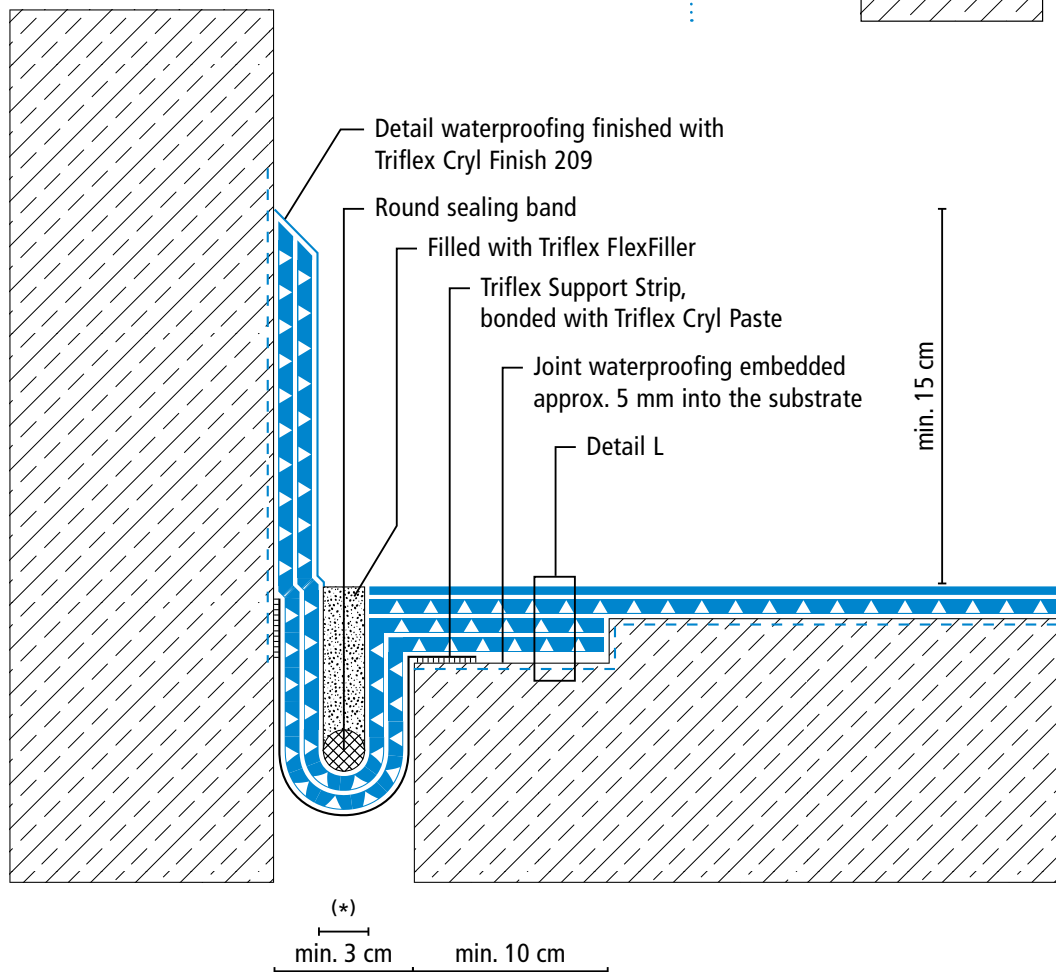 Detail waterproofing finished with
Triflex Cryl Finish 209
Round sealing band
Filled with Triflex FlexFiller
Triflex Support Strip,
bonded with Triflex Cryl Paste
Joint waterproofing embedded
approx. 5 mm into the substrate
Detail L
min. 15 cm
(*)
min. 3 cm
min. 10 cm